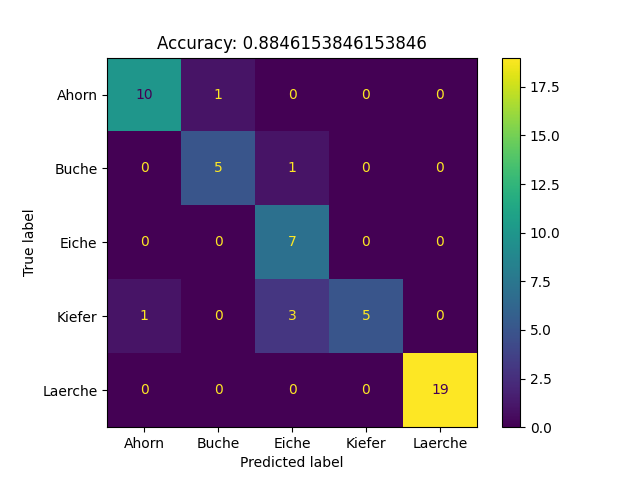 Accuracy: 0.8846153846153846
Ahorn 10 1 0 0 0
Buche 0 5 1 0 0
Eiche 0 0 7 0 0
Kiefer 1 0 3 5 0
Laerche 0 0 0 0 19
Ahorn Buche Eiche Kiefer Laerche
Predicted label
True label
17.5
15.0
12.5
10.0
7.5
5.0
2.5
0.0